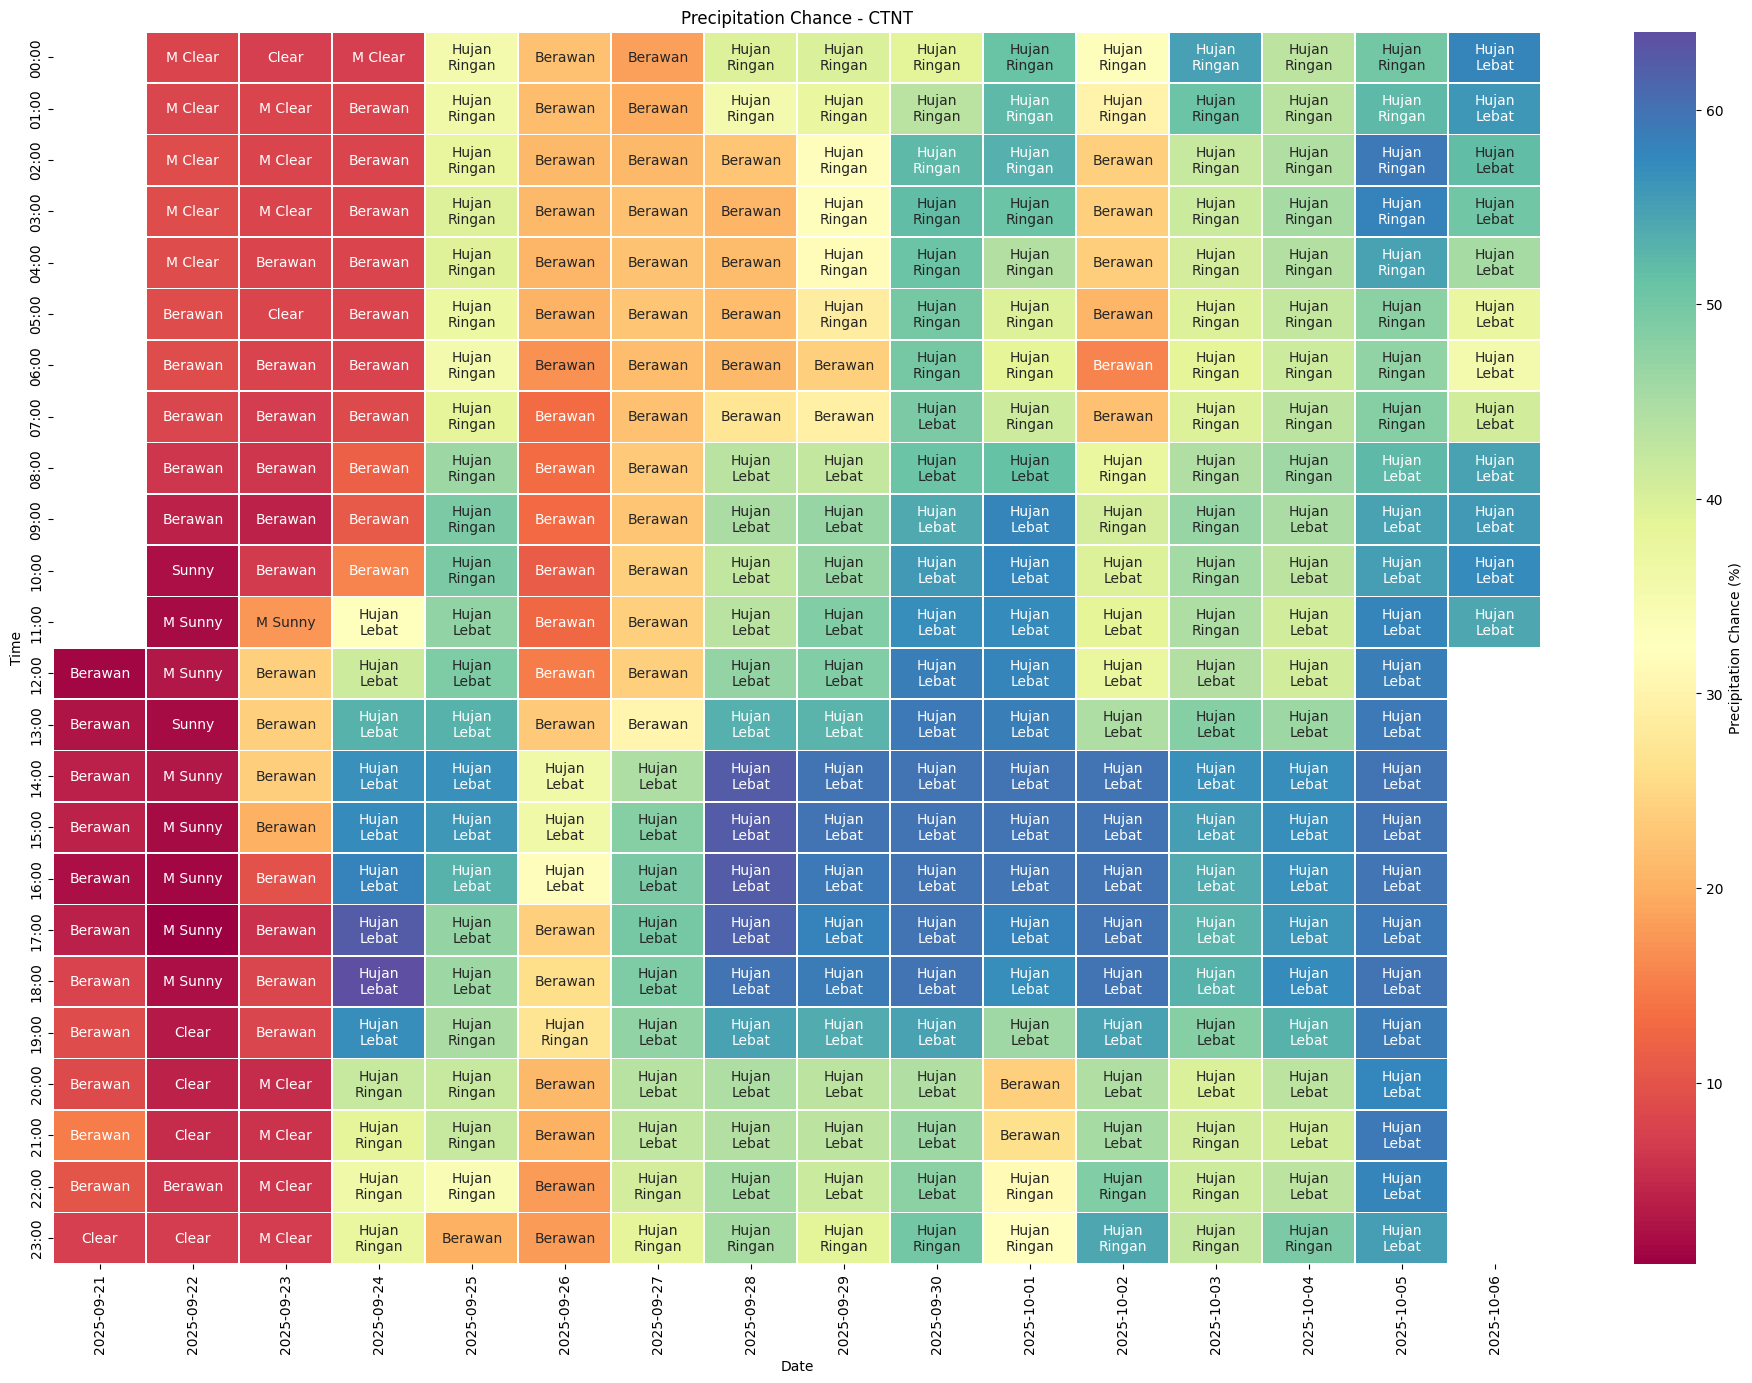 Precipitation Chance - CTNT
00:00 M Clear Clear M Clear Hujan Ringan Berawan Berawan Hujan Ringan Hujan Ringan Hujan Ringan Hujan Ringan Hujan Ringan Hujan Ringan Hujan Ringan Hujan Ringan Hujan Lebat
01:00 M Clear M Clear Berawan Hujan Ringan Berawan Berawan Hujan Ringan Hujan Ringan Hujan Ringan Hujan Ringan Hujan Ringan Hujan Ringan Hujan Ringan Hujan Ringan Hujan Lebat
02:00 M Clear M Clear Berawan Hujan Ringan Berawan Berawan Berawan Hujan Ringan Hujan Ringan Hujan Ringan Berawan Hujan Ringan Hujan Ringan Hujan Ringan Hujan Lebat
03:00 M Clear M Clear Berawan Hujan Ringan Berawan Berawan Berawan Hujan Ringan Hujan Ringan Hujan Ringan Berawan Hujan Ringan Hujan Ringan Hujan Ringan Hujan Lebat
04:00 M Clear Berawan Berawan Hujan Ringan Berawan Berawan Berawan Hujan Ringan Hujan Ringan Hujan Ringan Berawan Hujan Ringan Hujan Ringan Hujan Ringan Hujan Lebat
05:00 Berawan Clear Berawan Hujan Ringan Berawan Berawan Berawan Hujan Ringan Hujan Ringan Hujan Ringan Berawan Hujan Ringan Hujan Ringan Hujan Ringan Hujan Lebat
06:00 Berawan Berawan Berawan Hujan Ringan Berawan Berawan Berawan Berawan Hujan Ringan Hujan Ringan Berawan Hujan Ringan Hujan Ringan Hujan Ringan Hujan Lebat
07:00 Berawan Berawan Berawan Hujan Ringan Berawan Berawan Berawan Berawan Hujan Lebat Hujan Ringan Berawan Hujan Ringan Hujan Ringan Hujan Ringan Hujan Lebat
08:00 Berawan Berawan Berawan Hujan Ringan Berawan Berawan Hujan Lebat Hujan Lebat Hujan Lebat Hujan Lebat Hujan Ringan Hujan Ringan Hujan Ringan Hujan Lebat Hujan Lebat
09:00 Berawan Berawan Berawan Hujan Ringan Berawan Berawan Hujan Lebat Hujan Lebat Hujan Lebat Hujan Lebat Hujan Ringan Hujan Ringan Hujan Lebat Hujan Lebat Hujan Lebat
10:00 Sunny Berawan Berawan Hujan Ringan Berawan Berawan Hujan Lebat Hujan Lebat Hujan Lebat Hujan Lebat Hujan Lebat Hujan Ringan Hujan Lebat Hujan Lebat Hujan Lebat
11:00 M Sunny M Sunny Hujan Lebat Hujan Lebat Berawan Berawan Hujan Lebat Hujan Lebat Hujan Lebat Hujan Lebat Hujan Lebat Hujan Ringan Hujan Lebat Hujan Lebat Hujan Lebat
12:00 Berawan M Sunny Berawan Hujan Lebat Hujan Lebat Berawan Berawan Hujan Lebat Hujan Lebat Hujan Lebat Hujan Lebat Hujan Lebat Hujan Lebat Hujan Lebat Hujan Lebat
13:00 Berawan Sunny Berawan Hujan Lebat Hujan Lebat Berawan Berawan Hujan Lebat Hujan Lebat Hujan Lebat Hujan Lebat Hujan Lebat Hujan Lebat Hujan Lebat Hujan Lebat
14:00 Berawan M Sunny Berawan Hujan Lebat Hujan Lebat Hujan Lebat Hujan Lebat Hujan Lebat Hujan Lebat Hujan Lebat Hujan Lebat Hujan Lebat Hujan Lebat Hujan Lebat Hujan Lebat
15:00 Berawan M Sunny Berawan Hujan Lebat Hujan Lebat Hujan Lebat Hujan Lebat Hujan Lebat Hujan Lebat Hujan Lebat Hujan Lebat Hujan Lebat Hujan Lebat Hujan Lebat Hujan Lebat
16:00 Berawan M Sunny Berawan Hujan Lebat Hujan Lebat Hujan Lebat Hujan Lebat Hujan Lebat Hujan Lebat Hujan Lebat Hujan Lebat Hujan Lebat Hujan Lebat Hujan Lebat Hujan Lebat
17:00 Berawan M Sunny Berawan Hujan Lebat Hujan Lebat Berawan Hujan Lebat Hujan Lebat Hujan Lebat Hujan Lebat Hujan Lebat Hujan Lebat Hujan Lebat Hujan Lebat Hujan Lebat
18:00 Berawan M Sunny Berawan Hujan Lebat Hujan Lebat Berawan Hujan Lebat Hujan Lebat Hujan Lebat Hujan Lebat Hujan Lebat Hujan Lebat Hujan Lebat Hujan Lebat Hujan Lebat
19:00 Berawan Clear Berawan Hujan Lebat Hujan Ringan Hujan Ringan Hujan Lebat Hujan Lebat Hujan Lebat Hujan Lebat Hujan Lebat Hujan Lebat Hujan Lebat Hujan Lebat Hujan Lebat
20:00 Berawan Clear M Clear Hujan Ringan Hujan Ringan Berawan Hujan Lebat Hujan Lebat Hujan Lebat Hujan Lebat Berawan Hujan Lebat Hujan Lebat Hujan Lebat Hujan Lebat
21:00 Berawan Clear M Clear Hujan Ringan Hujan Ringan Berawan Hujan Lebat Hujan Lebat Hujan Lebat Hujan Lebat Berawan Hujan Lebat Hujan Ringan Hujan Lebat Hujan Lebat
22:00 Berawan Berawan M Clear Hujan Ringan Hujan Ringan Berawan Hujan Ringan Hujan Lebat Hujan Lebat Hujan Lebat Hujan Ringan Hujan Ringan Hujan Ringan Hujan Lebat Hujan Lebat
23:00 Clear Clear M Clear Hujan Ringan Berawan Berawan Hujan Ringan Hujan Ringan Hujan Ringan Hujan Ringan Hujan Ringan Hujan Ringan Hujan Ringan Hujan Ringan Hujan Lebat
Time
2025-09-21 2025-09-22 2025-09-23 2025-09-24 2025-09-25 2025-09-26 2025-09-27 2025-09-28 2025-09-29 2025-09-30 2025-10-01 2025-10-02 2025-10-03 2025-10-04 2025-10-05 2025-10-06
Date
60
50
40
30
20
10
Precipitation Chance (%)